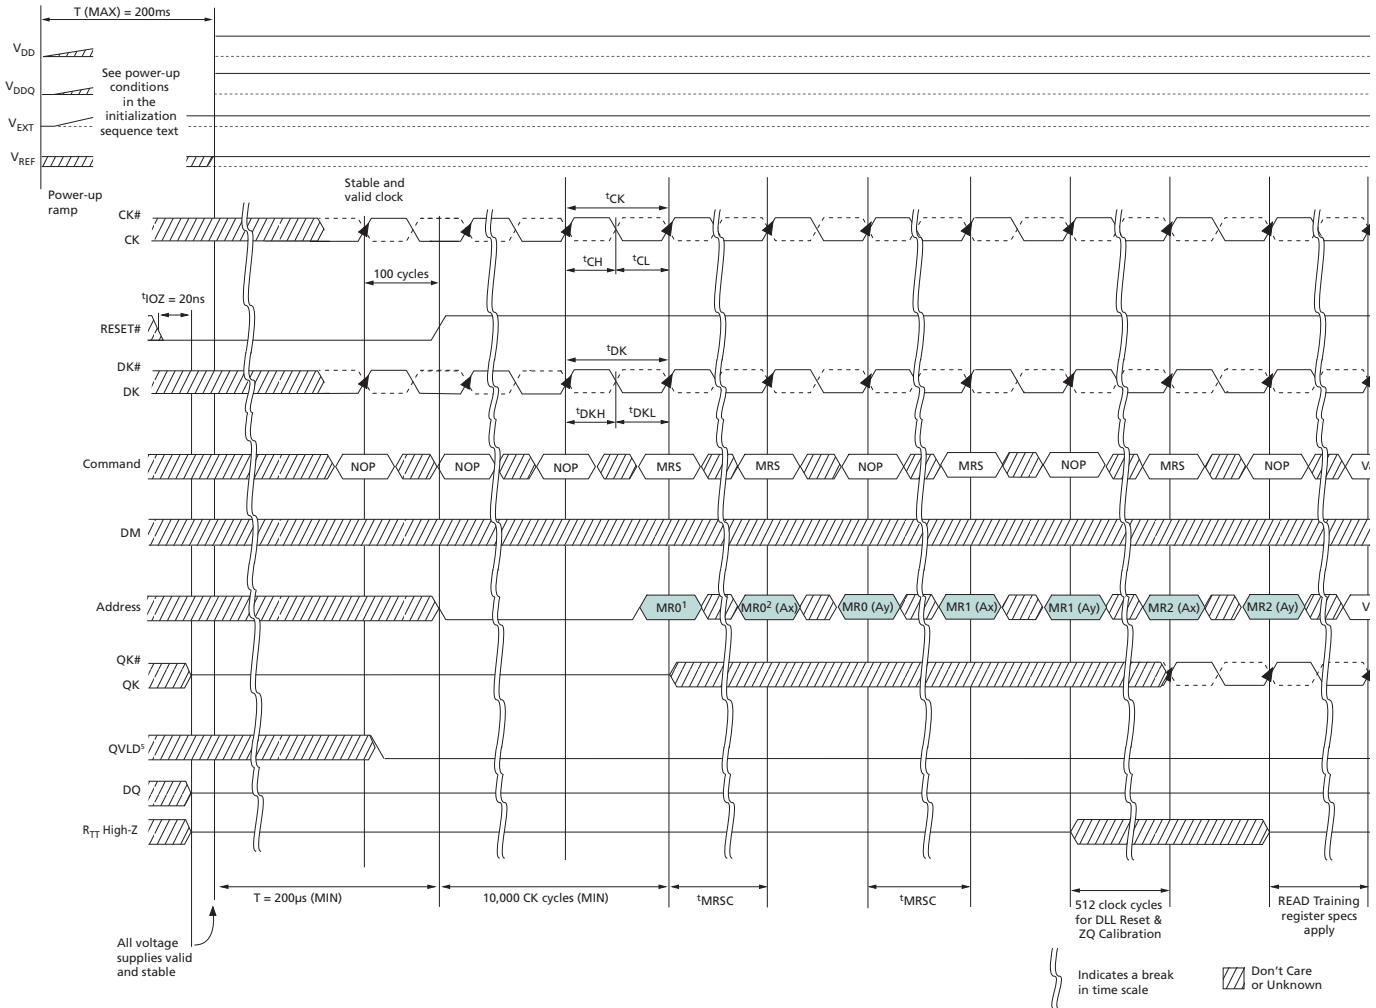 T (MAX) = 200ms
VDD
VDDQ
VEXT
VREF
See power-up
conditions
in the
initialization
sequence text
Power-up
ramp
Stable and
valid clock
tCK
CK#
CK
tCH
tCL
100 cycles
tIOZ = 20ns
RESET#
tDK
DK#
DK
tDKH
tDKL
Command
NOP
NOP
NOP
MRS
MRS
NOP
MRS
NOP
MRS
NOP
DM
Address
MR0¹
MR0² (Ax)
MR0 (Ay)
MR1 (Ax)
MR1 (Ay)
MR2 (Ax)
MR2 (Ay)
V
QK#
QK
QVLD⁵
DQ
RTT High-Z
T = 200µs (MIN)
10,000 CK cycles (MIN)
tMRSC
tMRSC
512 clock cycles
for DLL Reset &
ZQ Calibration
READ Training
register specs
apply
All voltage
supplies valid
and stable
Indicates a break
in time scale
Don't Care
or Unknown